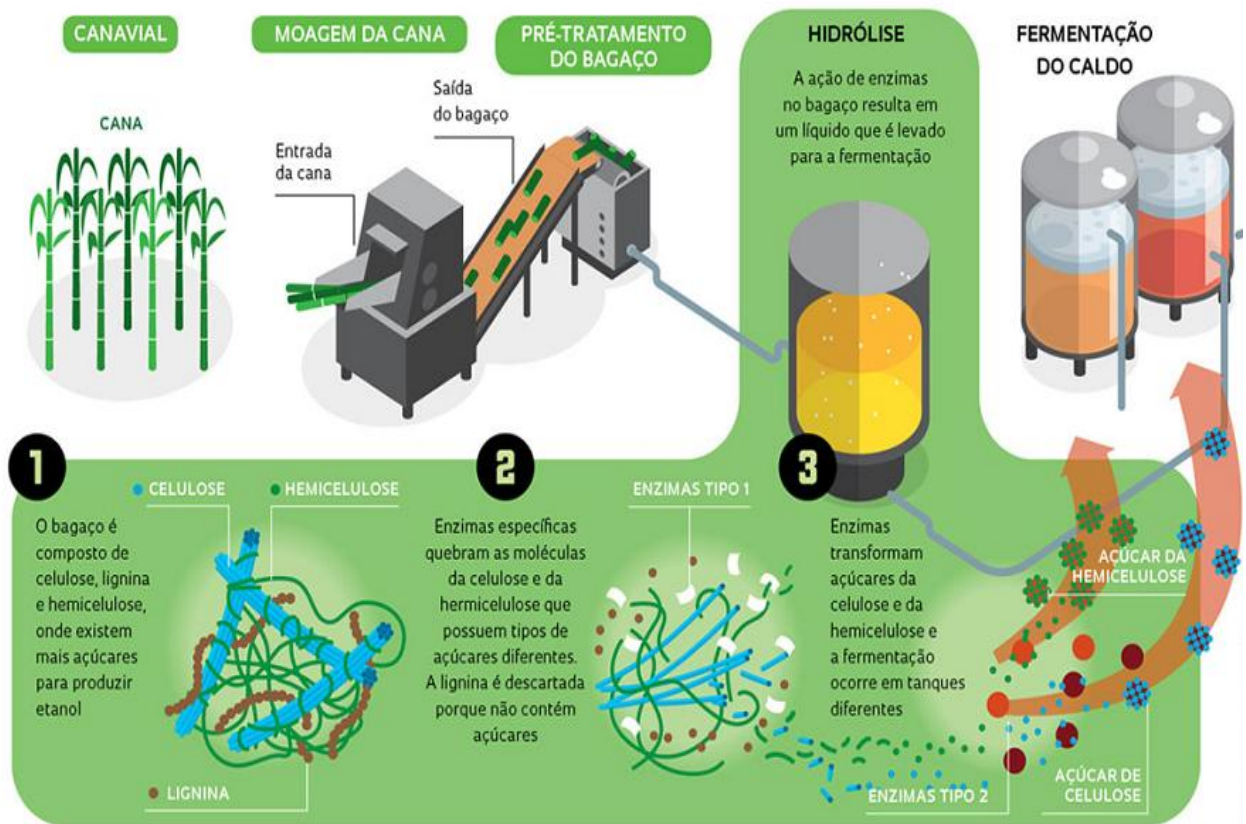 CANAVIAL
MOAGEM DA CANA
PRÉ-TRATAMENTO
DO BAGAÇO
HIDRÓLISE
FERMENTAÇÃO
DO CALDO
CANA
Entrada
da cana
Saída
do bagaço
A ação de enzimas
no bagaço resulta em
um líquido que é levado
para a fermentação
1
O bagaço é
composto de
celulose, lignina
e hemicelulose,
onde existem
mais açúcares
para produzir
etanol
CELULOSE
HEMICELULOSE
LIGNINA
2
Enzimas específicas
quebram as moléculas
da celulose e da
hermicelulose que
possuem tipos de
açúcares diferentes.
A lignina é descartada
porque não contém
açúcares
ENZIMAS TIPO 1
3
Enzimas
transformam
açúcares da
celulose e da
hemicelulose e
a fermentação
ocorre em tanques
diferentes
AÇÚCAR DA
HEMICELULOSE
ENZIMAS TIPO 2
AÇÚCAR DE
CELULOSE